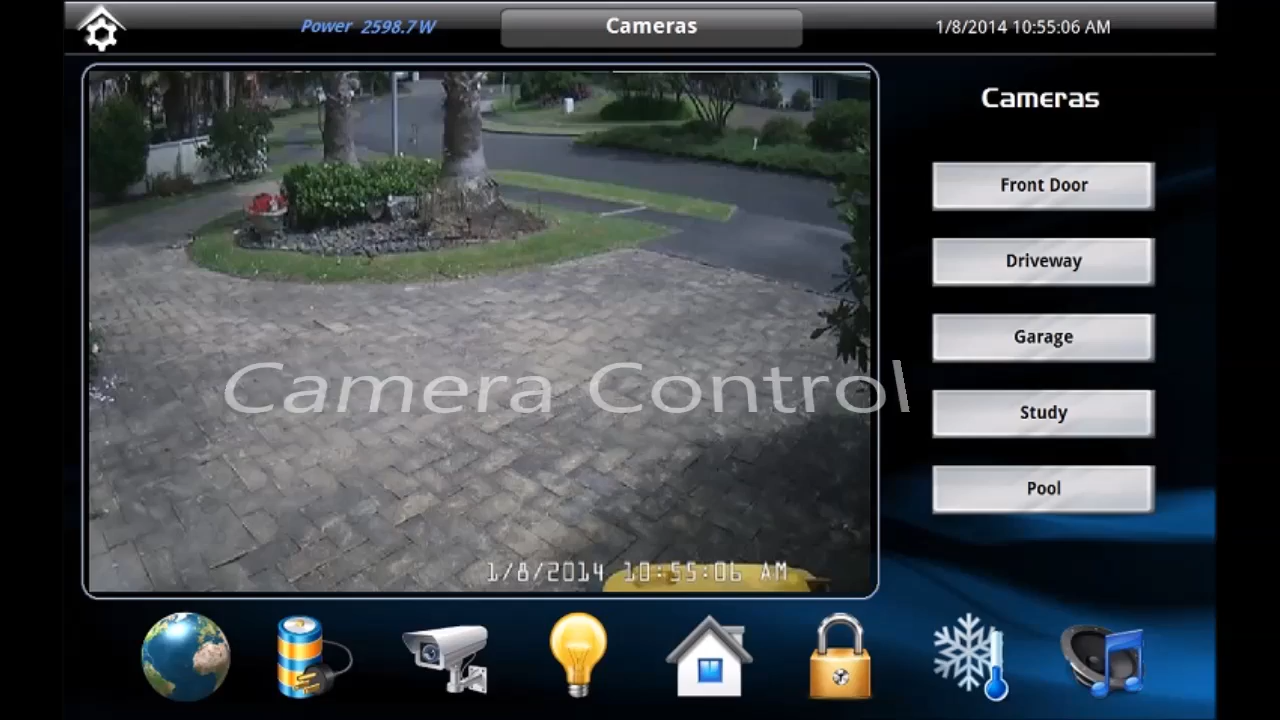 Power 2598.7W
Cameras
1/8/2014 10:55:06 AM
Cameras
Front Door
Driveway
Garage
Study
Pool
Camera Control
1/8/2014 10:55:06 AM